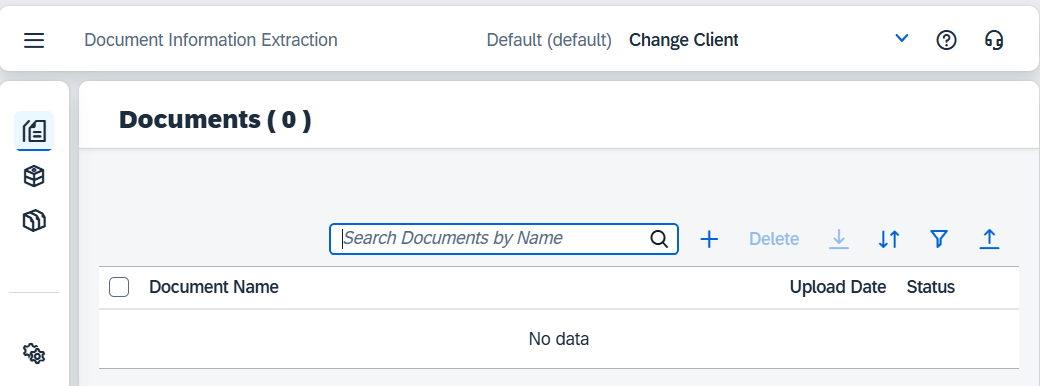 Document Information Extraction Default (default) Change Client
Documents ( 0 )
Search Documents by Name Delete
Document Name Upload Date Status
No data